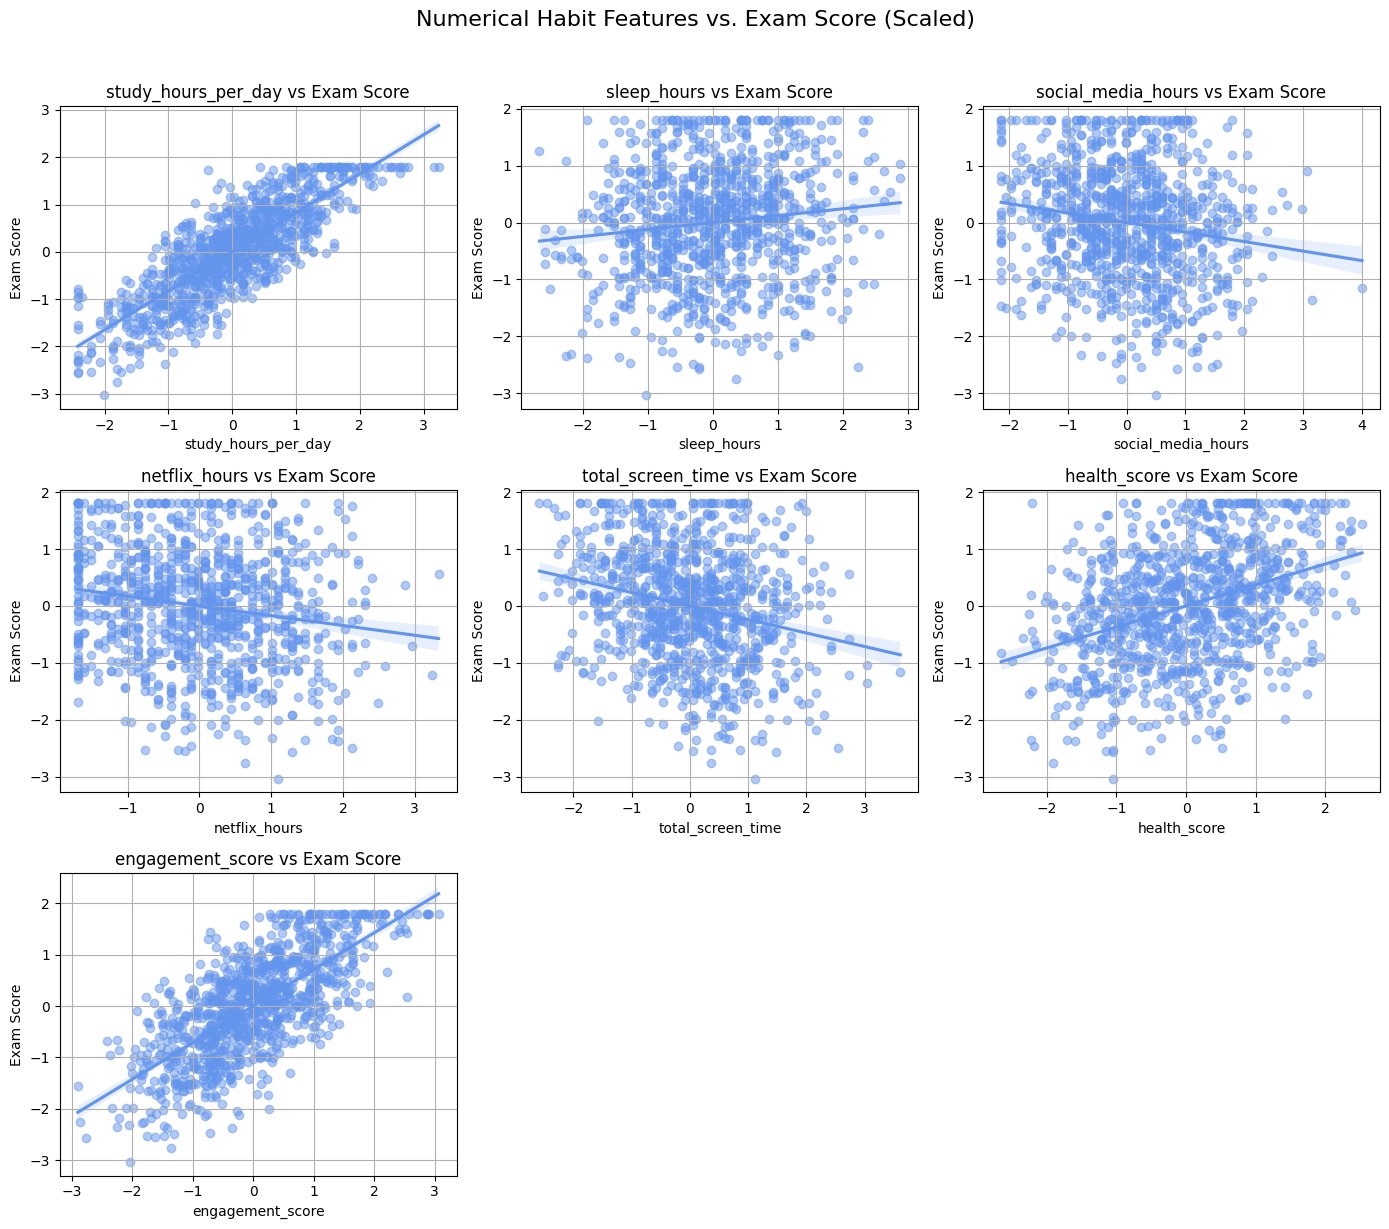 Numerical Habit Features vs. Exam Score (Scaled)
study_hours_per_day vs Exam Score
3
2
1
0
−1
−2
−3
Exam Score
−2 −1 0 1 2 3
study_hours_per_day
sleep_hours vs Exam Score
2
1
0
−1
−2
−3
Exam Score
−2 −1 0 1 2 3
sleep_hours
social_media_hours vs Exam Score
2
1
0
−1
−2
−3
Exam Score
−2 −1 0 1 2 3 4
social_media_hours
netflix_hours vs Exam Score
2
1
0
−1
−2
−3
Exam Score
−1 0 1 2 3
netflix_hours
total_screen_time vs Exam Score
2
1
0
−1
−2
−3
Exam Score
−2 −1 0 1 2 3
total_screen_time
health_score vs Exam Score
2
1
0
−1
−2
−3
Exam Score
−2 −1 0 1 2
health_score
engagement_score vs Exam Score
2
1
0
−1
−2
−3
Exam Score
−3 −2 −1 0 1 2 3
engagement_score